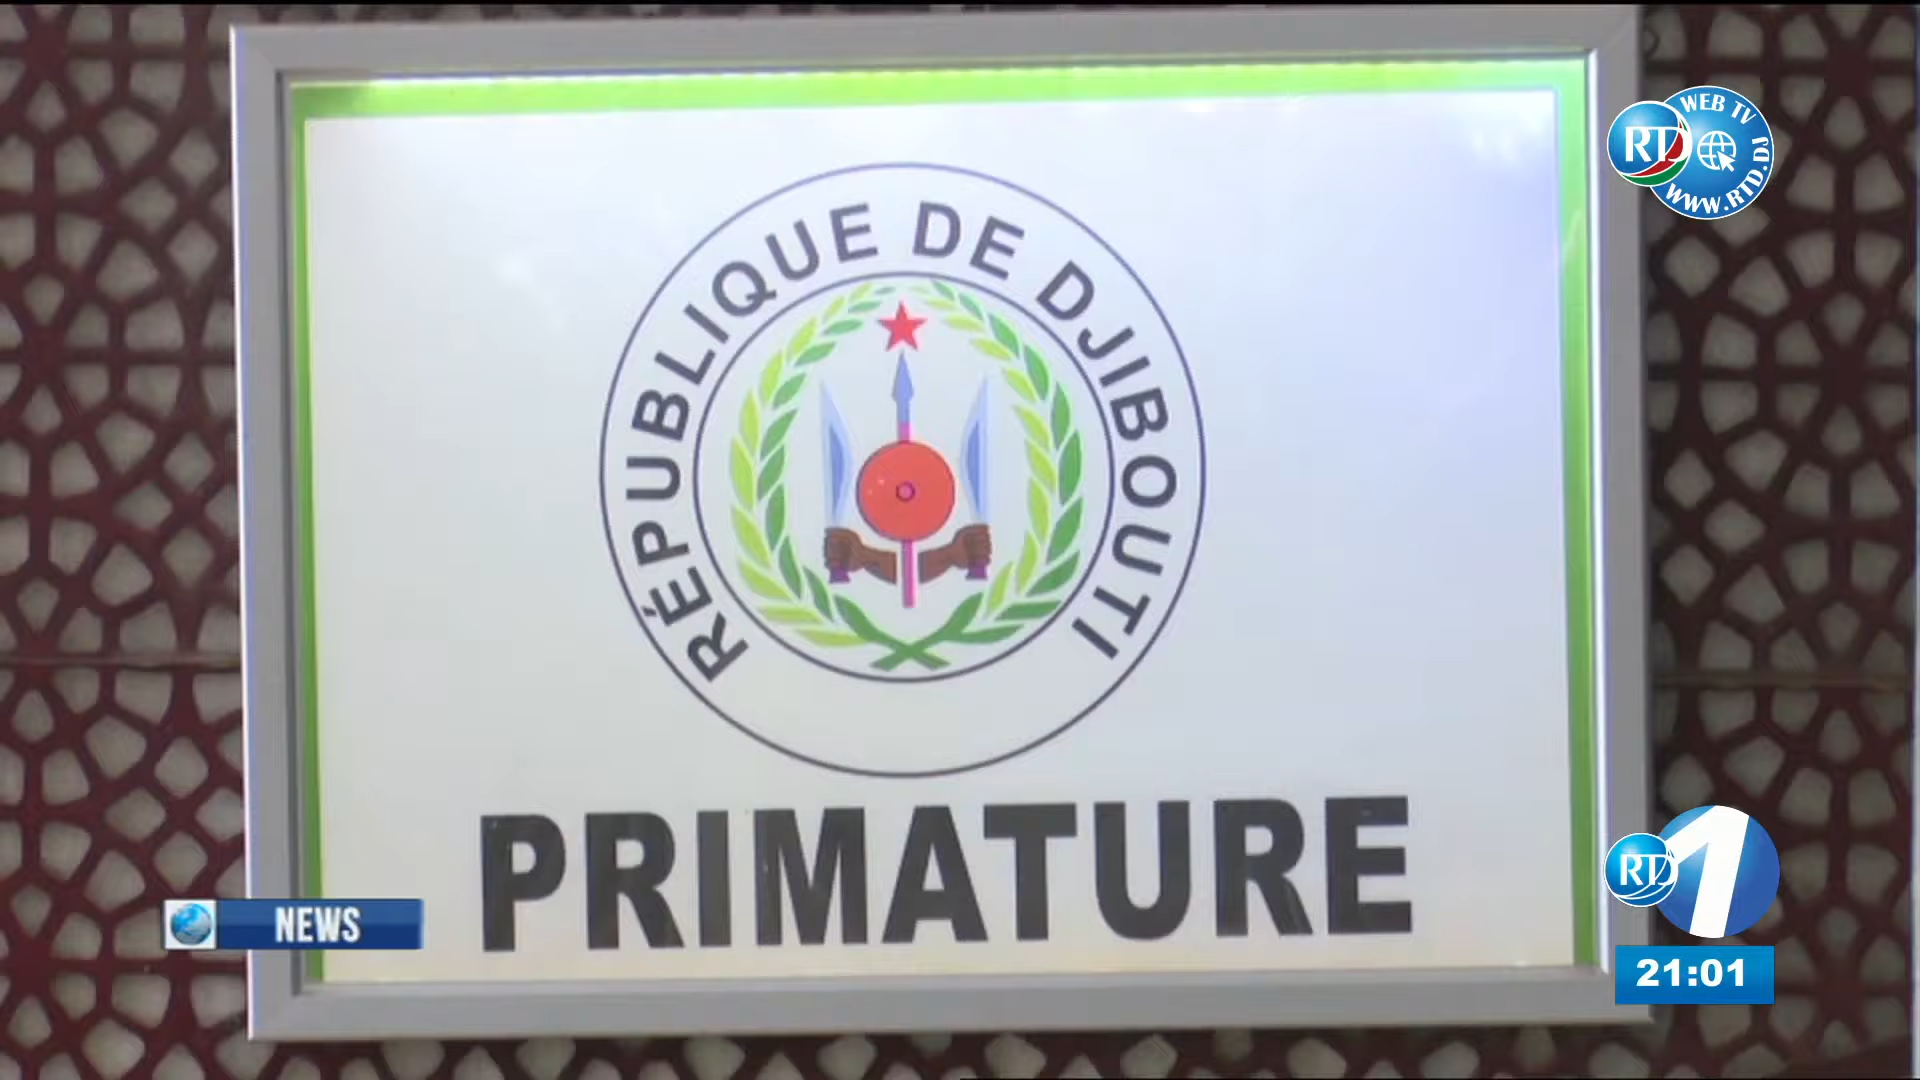 WEB TV
RTD
WWW.RTD.DJ
RÉPUBLIQUE DE DJIBOUTI
PRIMATURE
NEWS
RTD 1
21:01